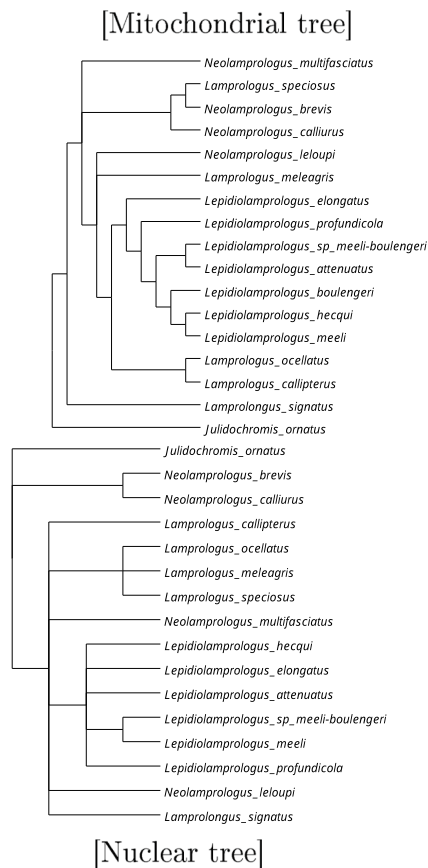 [Mitochondrial tree]
Neolamprologus_multifasciatus
Lamprologus_speciosus
Neolamprologus_brevis
Neolamprologus_calliurus
Neolamprologus_leloupi
Lamprologus_meleagris
Lepidiolamprologus_elongatus
Lepidiolamprologus_profundicola
Lepidiolamprologus_sp_meeli-boulengeri
Lepidiolamprologus_attenuatus
Lepidiolamprologus_boulengeri
Lepidiolamprologus_hecqui
Lepidiolamprologus_meeli
Lamprologus_ocellatus
Lamprologus_callipterus
Lamprolongus_signatus
Julidochromis_ornatus
Julidochromis_ornatus
Neolamprologus_brevis
Neolamprologus_calliurus
Lamprologus_callipterus
Lamprologus_ocellatus
Lamprologus_meleagris
Lamprologus_speciosus
Neolamprologus_multifasciatus
Lepidiolamprologus_hecqui
Lepidiolamprologus_elongatus
Lepidiolamprologus_attenuatus
Lepidiolamprologus_sp_meeli-boulengeri
Lepidiolamprologus_meeli
Lepidiolamprologus_profundicola
Neolamprologus_leloupi
Lamprolongus_signatus
[Nuclear tree]